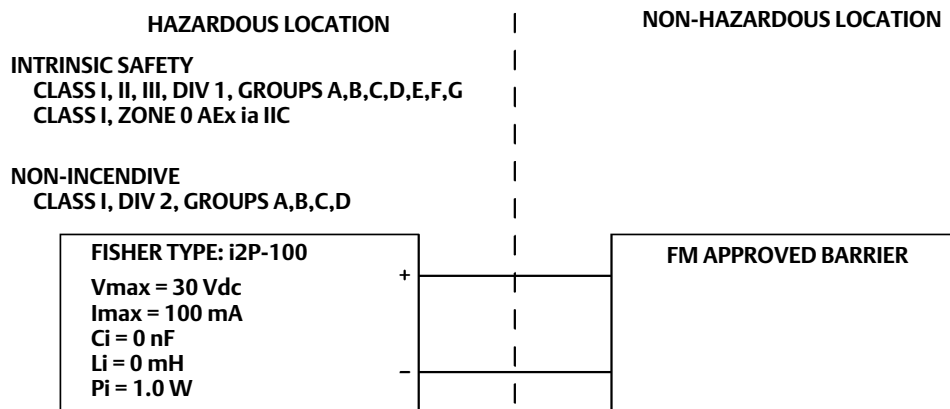 HAZARDOUS LOCATION
NON-HAZARDOUS LOCATION
INTRINSIC SAFETY
CLASS I, II, III, DIV 1, GROUPS A,B,C,D,E,F,G
CLASS I, ZONE 0 AEx ia IIC
NON-INCENDIVE
CLASS I, DIV 2, GROUPS A,B,C,D
FISHER TYPE: i2P-100
Vmax = 30 Vdc
Imax = 100 mA
Ci = 0 nF
Li = 0 mH
Pi = 1.0 W
+
−
FM APPROVED BARRIER